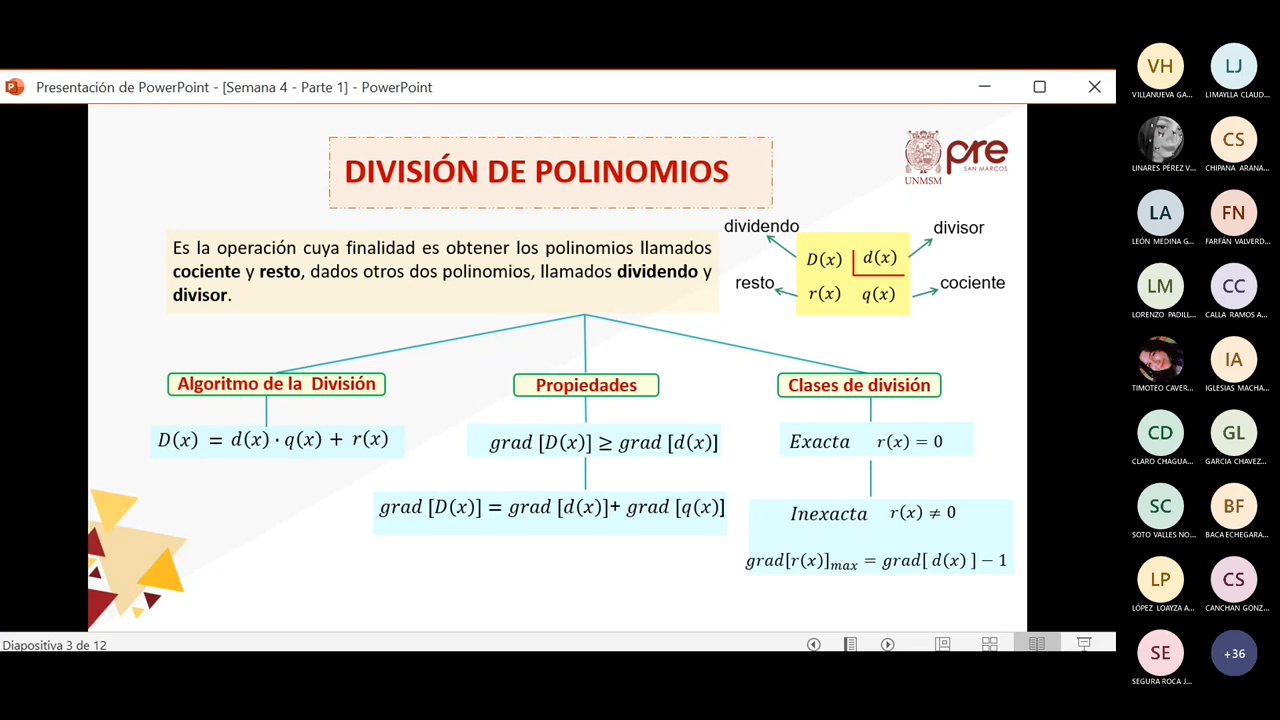 Presentación de PowerPoint - [Semana 4 - Parte 1] - PowerPoint
DIVISIÓN DE POLINOMIOS
UNMSM
pre
SAN MARCOS
Es la operación cuya finalidad es obtener los polinomios llamados
cociente y resto, dados otros dos polinomios, llamados dividendo y
divisor.
dividendo
divisor
D(x) d(x)
r(x) q(x)
resto
cociente
Algoritmo de la División
D(x) = d(x) · q(x) + r(x)
Propiedades
grad [D(x)] ≥ grad [d(x)]
grad [D(x)] = grad [d(x)]+ grad [q(x)]
Clases de división
Exacta r(x) = 0
Inexacta r(x) ≠ 0
grad[r(x)]max = grad[ d(x) ] − 1
Diapositiva 3 de 12
VH
VILLANUEVA GA...
LJ
LIMAYLLA CLAUD...
LINARES PÉREZ V...
CS
CHIPANA ARANA...
LA
LEÓN MEDINA G...
FN
FARFÁN VALVERD...
LM
LORENZO PADILL...
CC
CALLA RAMOS A...
TIMOTEO CAVER...
IA
IGLESIAS MACHA...
CD
CLARO CHAGUA...
GL
GARCIA CHAVEZ...
SC
SOTO VALLES NO...
BF
BACA ECHEGARA...
LP
LÓPEZ LOAYZA A...
CS
CANCHAN GONZ...
SE
SEGURA ROCA J...
+36